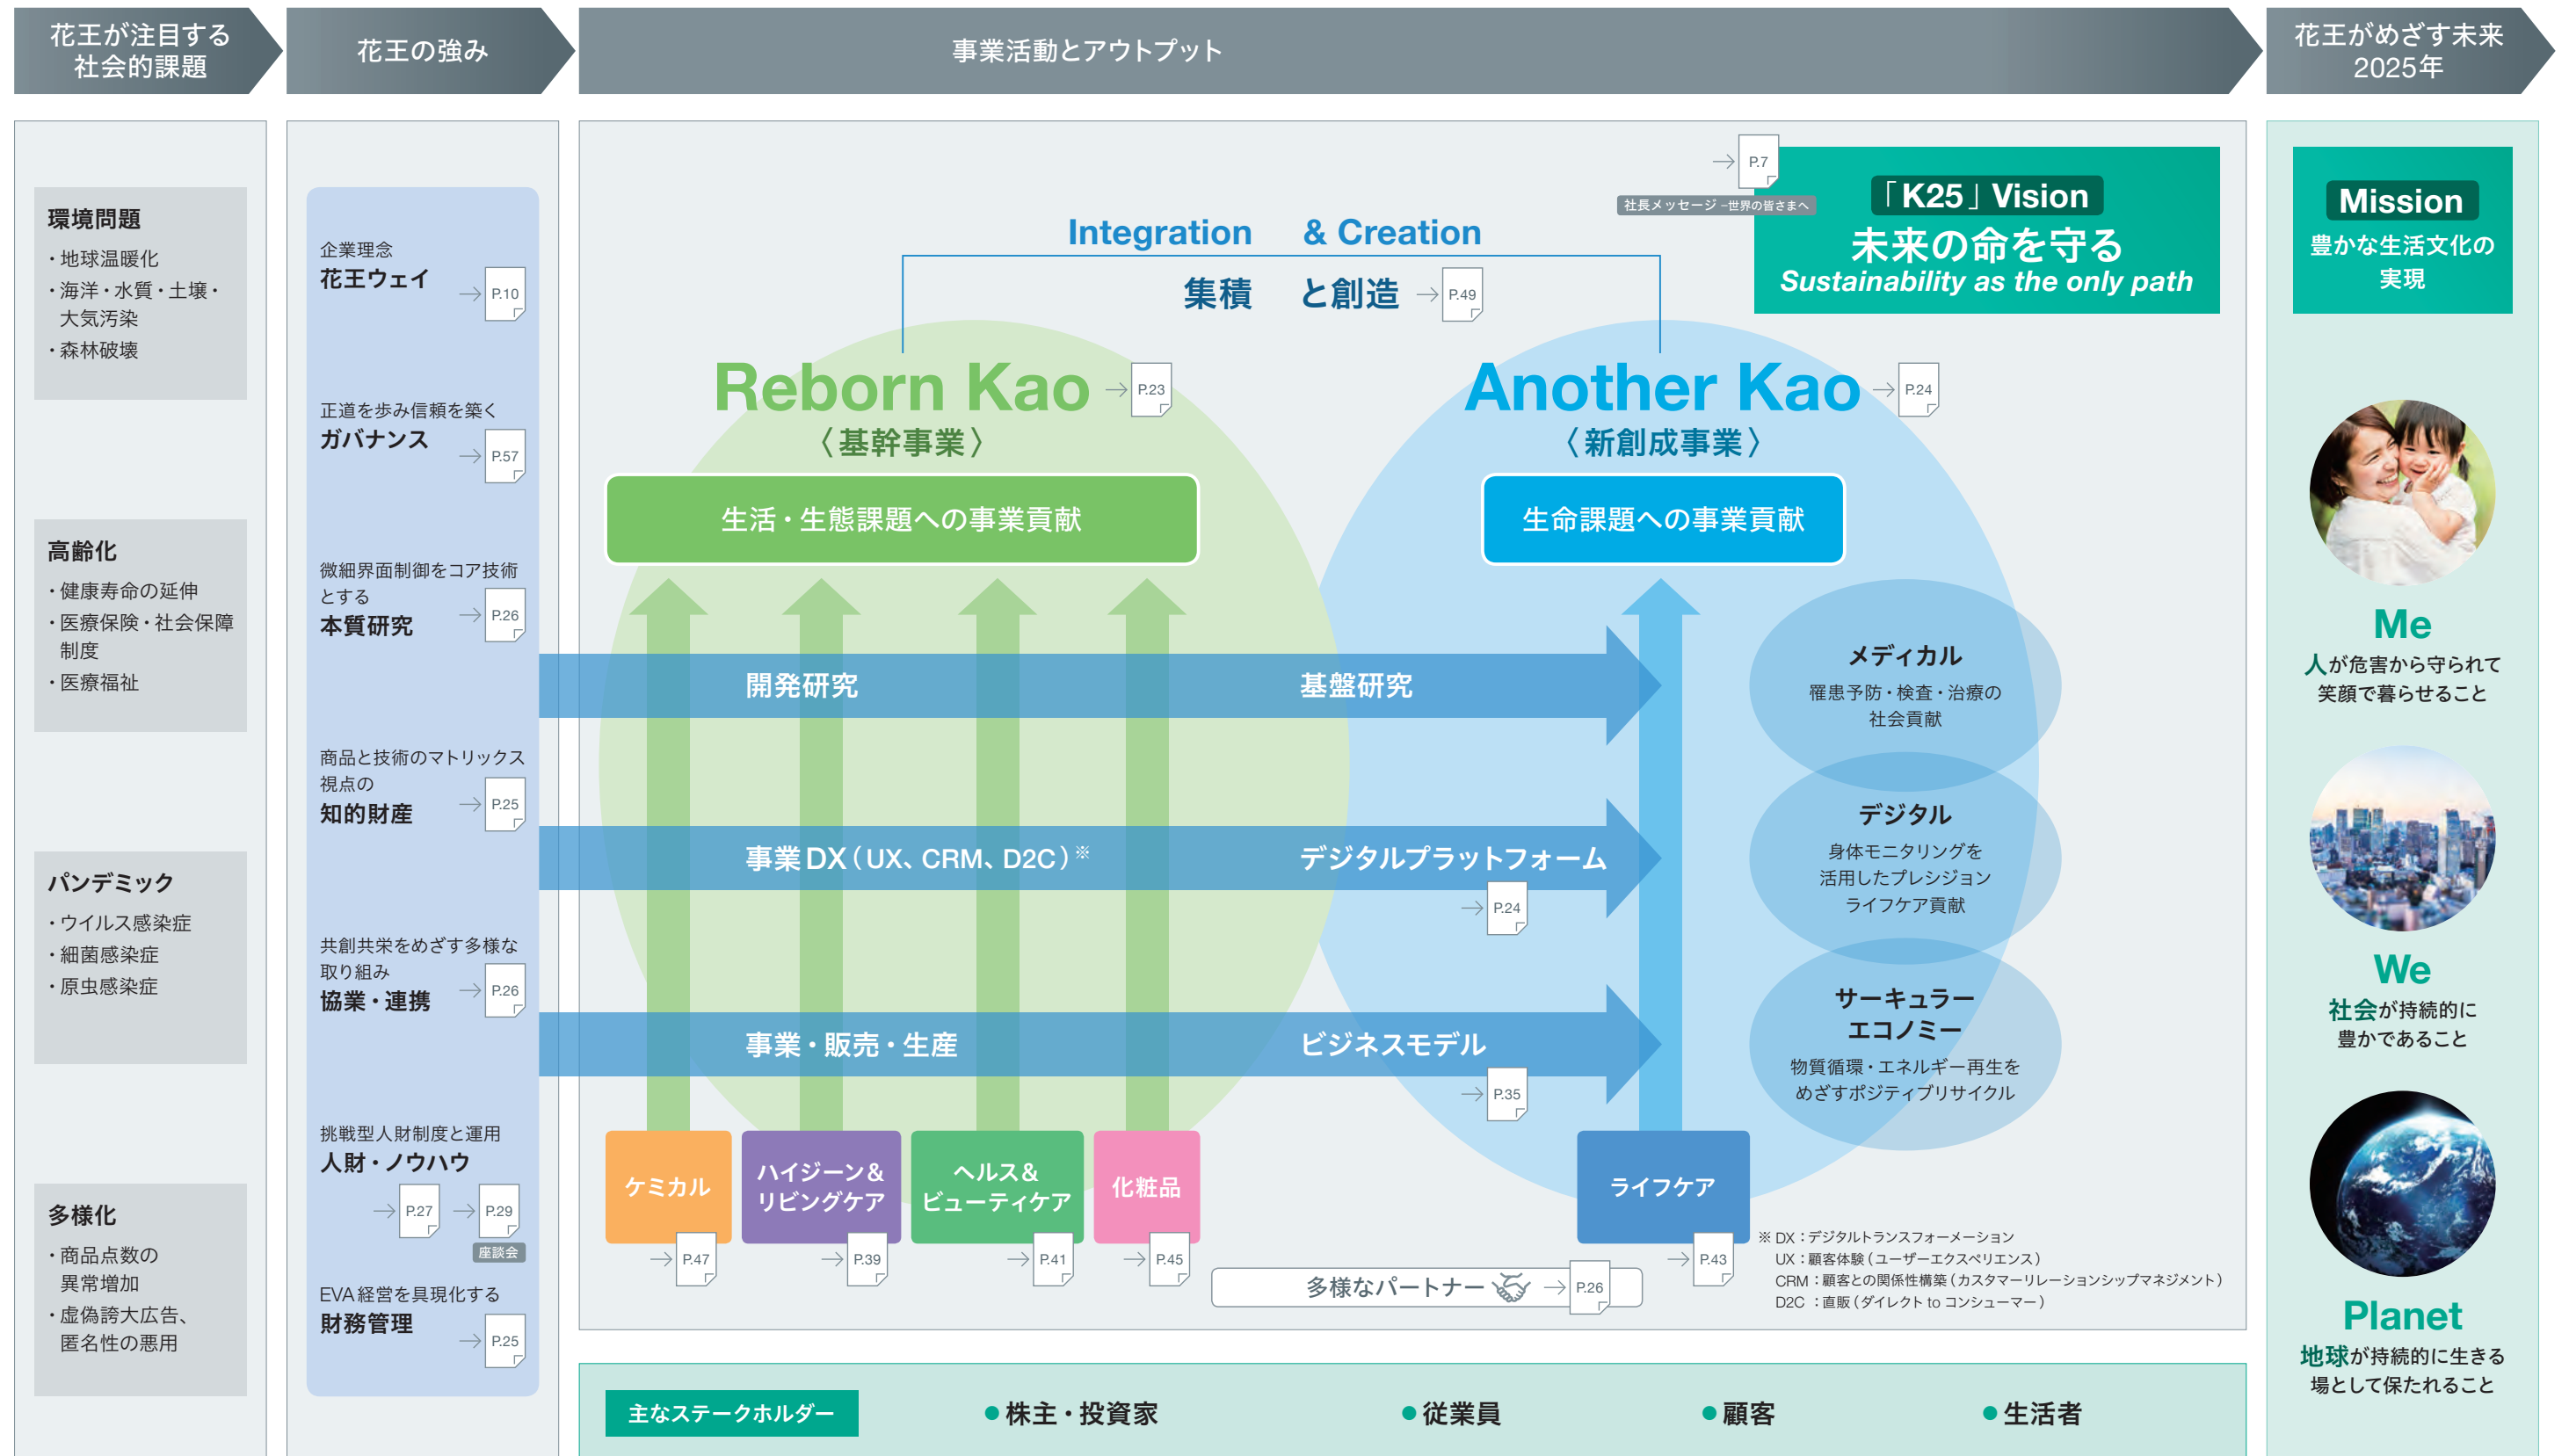 花王が注目する
社会的課題
花王の強み
事業活動とアウトプット
花王がめざす未来
2025年
環境問題
・地球温暖化
・海洋・水質・土壌・
大気汚染
・森林破壊
高齢化
・健康寿命の延伸
・医療保険・社会保障
制度
・医療福祉
パンデミック
・ウイルス感染症
・細菌感染症
・原虫感染症
多様化
・商品点数の
異常増加
・虚偽誇大広告、
匿名性の悪用
企業理念
花王ウェイ
→ P.10
正道を歩み信頼を築く
ガバナンス
→ P.57
微細界面制御をコア技術
とする
本質研究
→ P.26
商品と技術のマトリックス
視点の
知的財産
→ P.25
共創共栄をめざす多様な
取り組み
協業・連携
→ P.26
挑戦型人財制度と運用
人財・ノウハウ
→ P.27 → P.29
座談会
EVA経営を具現化する
財務管理
→ P.25
→ P.7
社長メッセージ −世界の皆さまへ
「K25」Vision
未来の命を守る
Sustainability as the only path
Integration & Creation
集積 と創造 → P.49
Reborn Kao → P.23
〈基幹事業〉
生活・生態課題への事業貢献
Another Kao → P.24
〈新創成事業〉
生命課題への事業貢献
開発研究 基盤研究
事業DX(UX、CRM、D2C)※ デジタルプラットフォーム
→ P.24
事業・販売・生産 ビジネスモデル
→ P.35
メディカル
罹患予防・検査・治療の
社会貢献
デジタル
身体モニタリングを
活用したプレシジョン
ライフケア貢献
サーキュラー
エコノミー
物質循環・エネルギー再生を
めざすポジティブリサイクル
ケミカル
→ P.47
ハイジーン＆
リビングケア
→ P.39
ヘルス＆
ビューティケア
→ P.41
化粧品
→ P.45
ライフケア
→ P.43
多様なパートナー → P.26
※ DX：デジタルトランスフォーメーション
UX：顧客体験（ユーザーエクスペリエンス）
CRM：顧客との関係性構築（カスタマーリレーションシップマネジメント）
D2C ：直販（ダイレクト to コンシューマー）
主なステークホルダー
●株主・投資家 ●従業員 ●顧客 ●生活者
Mission
豊かな生活文化の
実現
Me
人が危害から守られて
笑顔で暮らせること
We
社会が持続的に
豊かであること
Planet
地球が持続的に生きる
場として保たれること